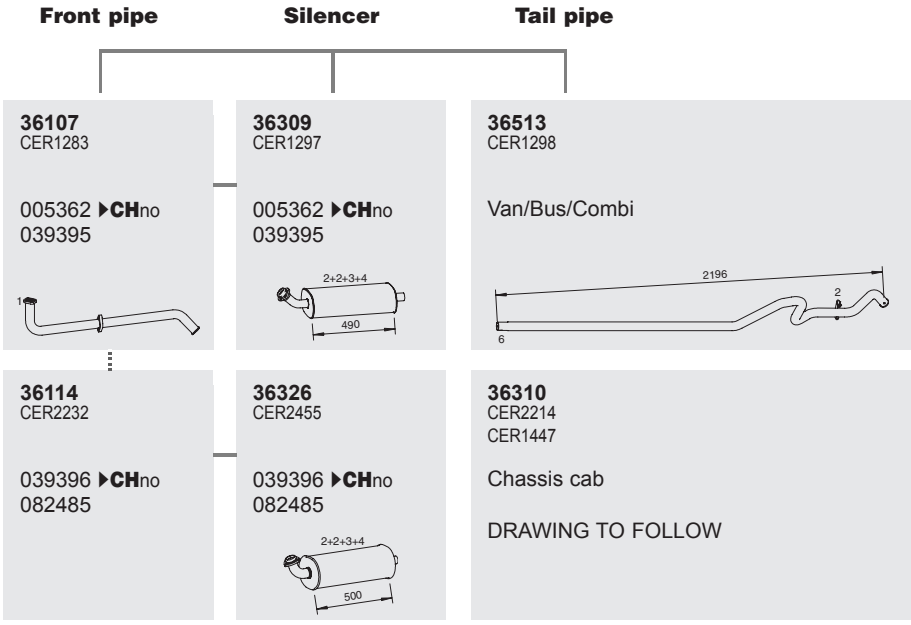 Front pipe Silencer Tail pipe
36107
CER1283
005362 ▶CHno
039395
1
36309
CER1297
005362 ▶CHno
039395
2+2+3+4
490
36513
CER1298
Van/Bus/Combi
2196
2
6
36114
CER2232
039396 ▶CHno
082485
36326
CER2455
039396 ▶CHno
082485
2+2+3+4
500
36310
CER2214
CER1447
Chassis cab
DRAWING TO FOLLOW